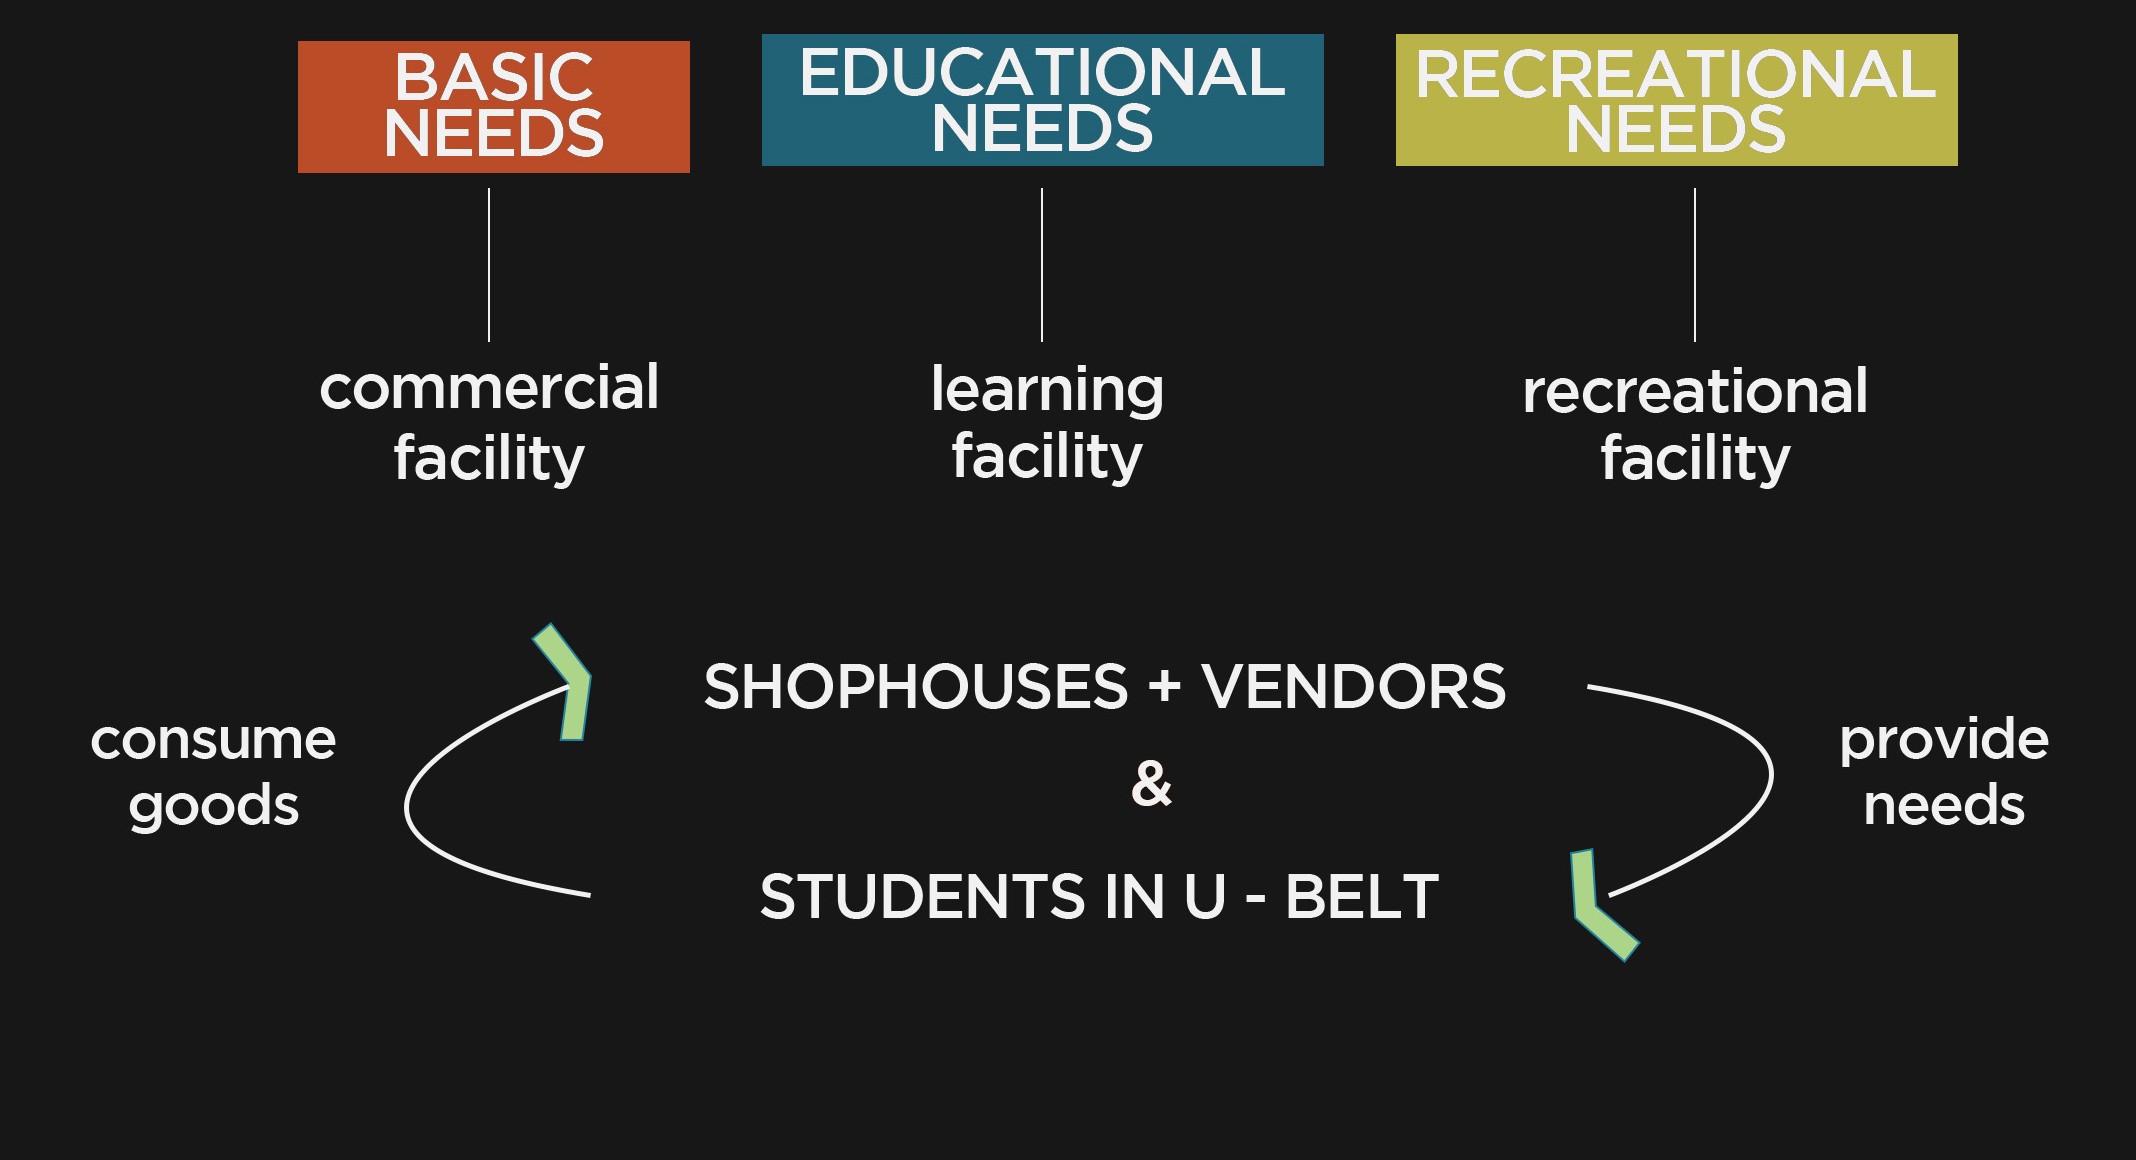 BASIC
NEEDS
EDUCATIONAL
NEEDS
RECREATIONAL
NEEDS
commercial
facility
learning
facility
recreational
facility
consume
goods
SHOPHOUSES + VENDORS
&
STUDENTS IN U - BELT
provide
needs